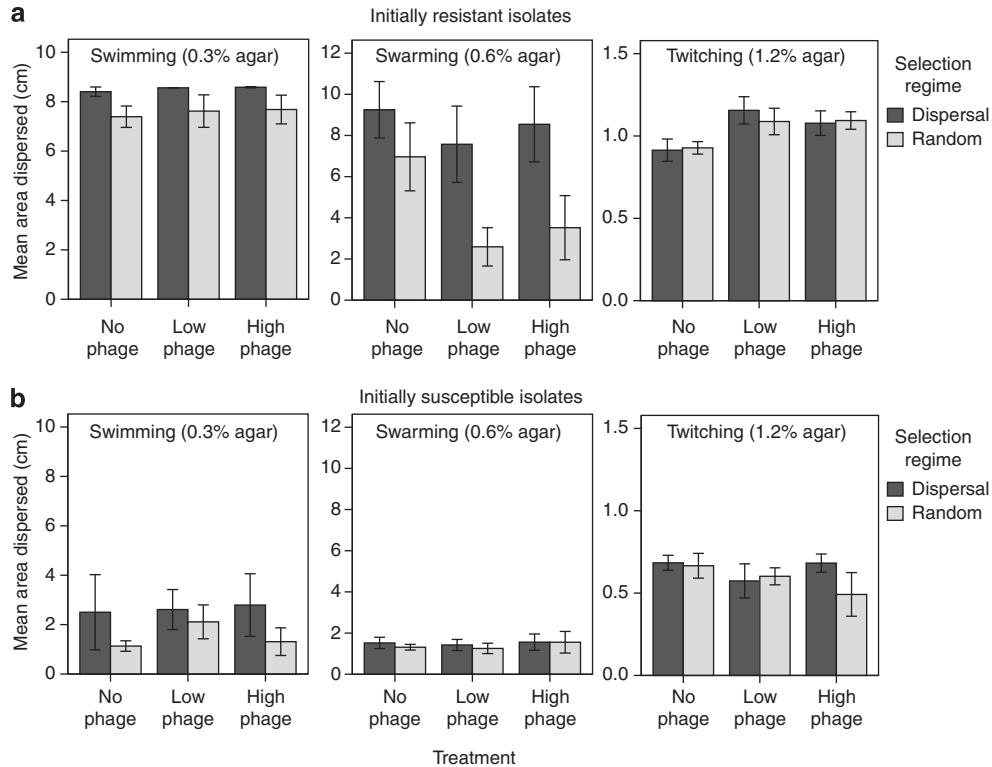 a
Initially resistant isolates
Mean area dispersed (cm)
Swimming (0.3% agar)
10
8
6
4
2
0
No phage
Low phage
High phage
Swarming (0.6% agar)
12
10
8
6
4
2
0
No phage
Low phage
High phage
Twitching (1.2% agar)
1.5
1.0
0.5
0.0
No phage
Low phage
High phage
Selection
regime
Dispersal
Random
b
Initially susceptible isolates
Mean area dispersed (cm)
Swimming (0.3% agar)
10
8
6
4
2
0
No phage
Low phage
High phage
Swarming (0.6% agar)
12
10
8
6
4
2
0
No phage
Low phage
High phage
Twitching (1.2% agar)
1.5
1.0
0.5
0.0
No phage
Low phage
High phage
Selection
regime
Dispersal
Random
Treatment